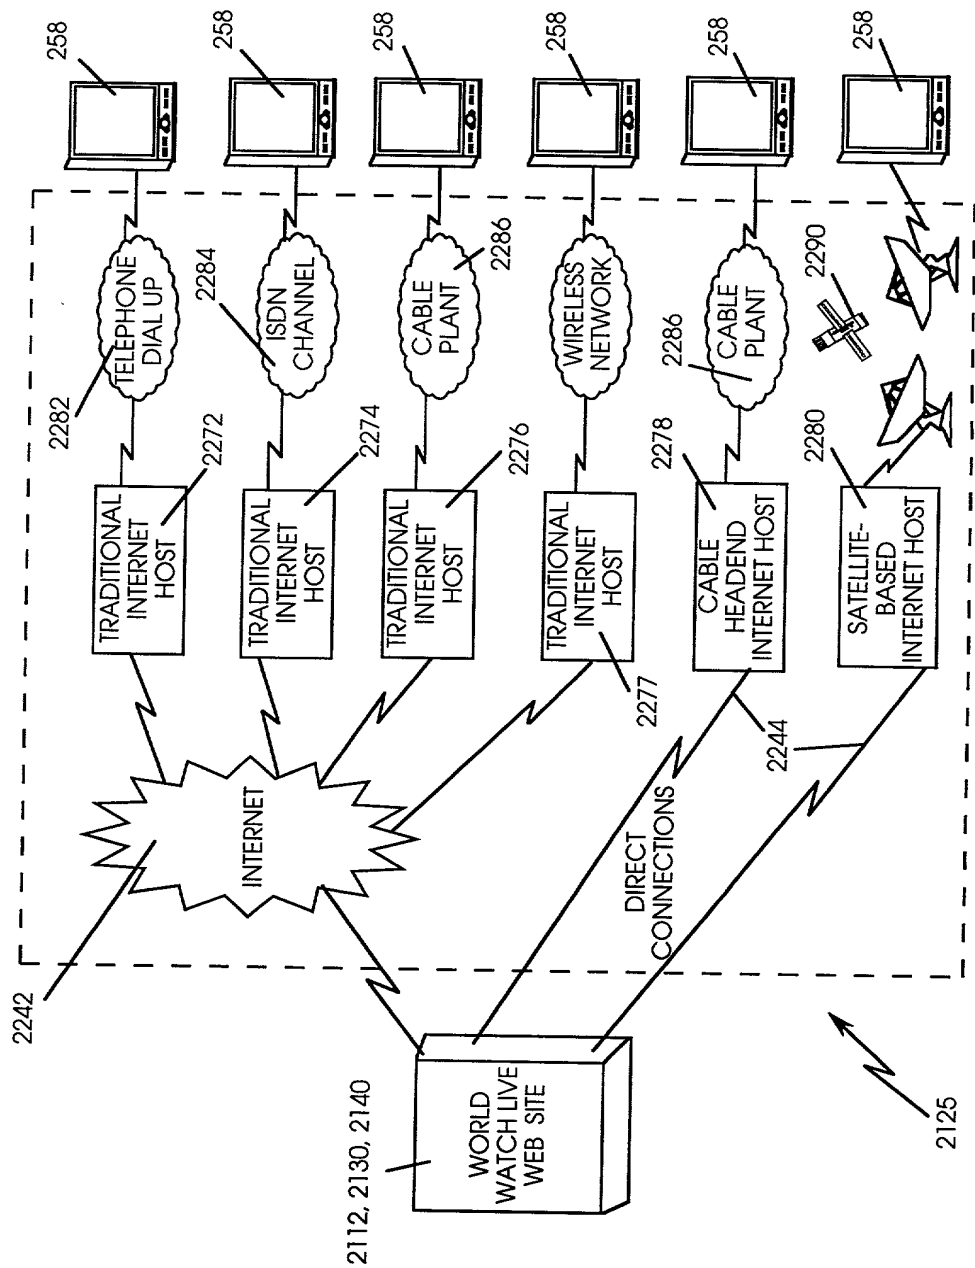 258
258
258
258
258
258
2282
TELEPHONE
DIAL UP
2284
ISDN
CHANNEL
CABLE
PLANT
2286
WIRELESS
NETWORK
2286
CABLE
PLANT
2290
TRADITIONAL
INTERNET
HOST
2272
TRADITIONAL
INTERNET
HOST
2274
TRADITIONAL
INTERNET
HOST
2276
TRADITIONAL
INTERNET
HOST
2277
CABLE
HEADEND
INTERNET HOST
2278
SATELLITE-
BASED
INTERNET HOST
2280
2242
INTERNET
DIRECT
CONNECTIONS
2244
2112, 2130, 2140
WORLD
WATCH LIVE
WEB SITE
2125